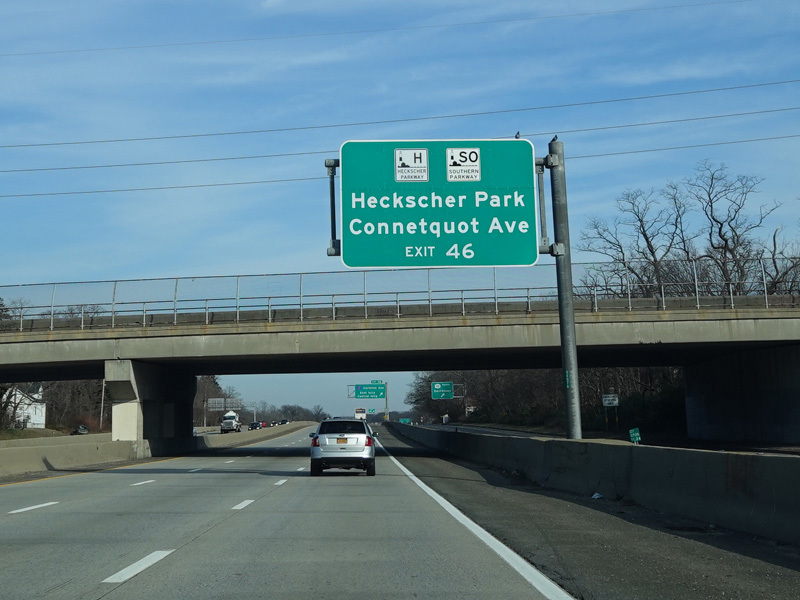 H
HECKSCHER
PARKWAY
SO
SOUTHERN
PARKWAY
Heckscher Park
Connetquot Ave
EXIT 46